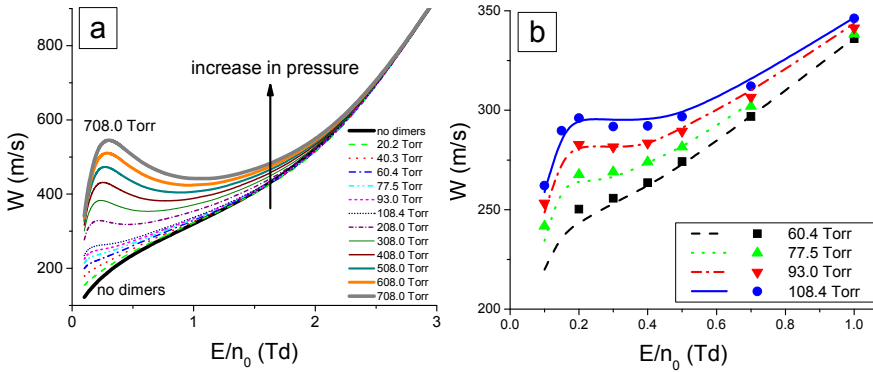 a
increase in pressure
708.0 Torr
no dimers
no dimers
20.2 Torr
40.3 Torr
60.4 Torr
77.5 Torr
93.0 Torr
108.4 Torr
208.0 Torr
308.0 Torr
408.0 Torr
508.0 Torr
608.0 Torr
708.0 Torr
W (m/s)
800
600
400
200
0
1
2
3
E/n₀ (Td)
b
W (m/s)
350
300
250
200
60.4 Torr
77.5 Torr
93.0 Torr
108.4 Torr
0.0
0.2
0.4
0.6
0.8
1.0
E/n₀ (Td)